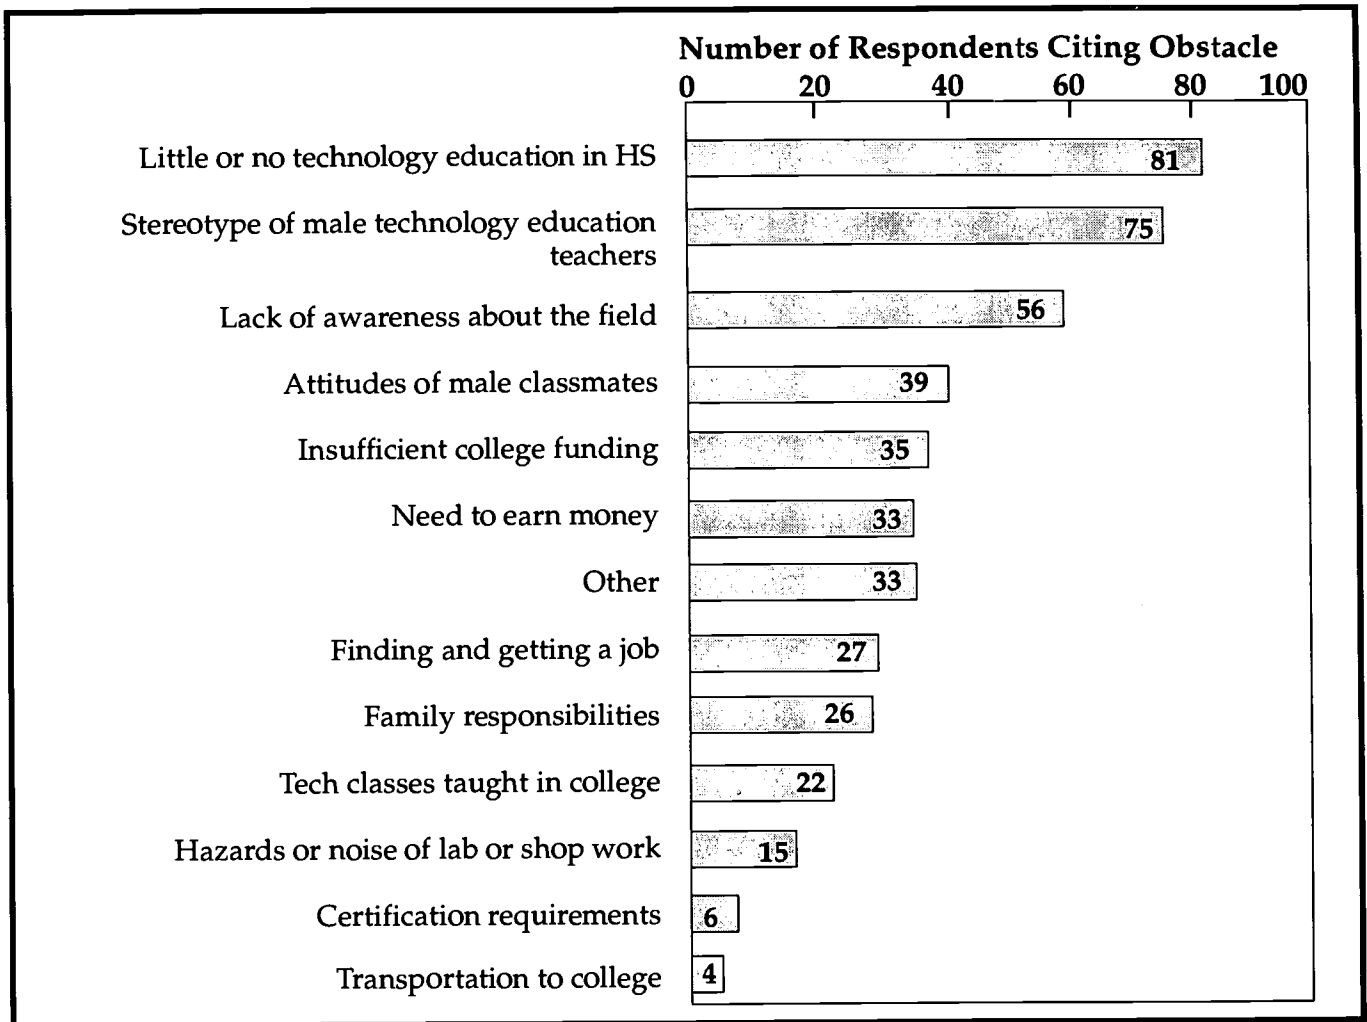 Number of Respondents Citing Obstacle
0 20 40 60 80 100
Little or no technology education in HS 81
Stereotype of male technology education
teachers 75
Lack of awareness about the field 56
Attitudes of male classmates 39
Insufficient college funding 35
Need to earn money 33
Other 33
Finding and getting a job 27
Family responsibilities 26
Tech classes taught in college 22
Hazards or noise of lab or shop work 15
Certification requirements 6
Transportation to college 4